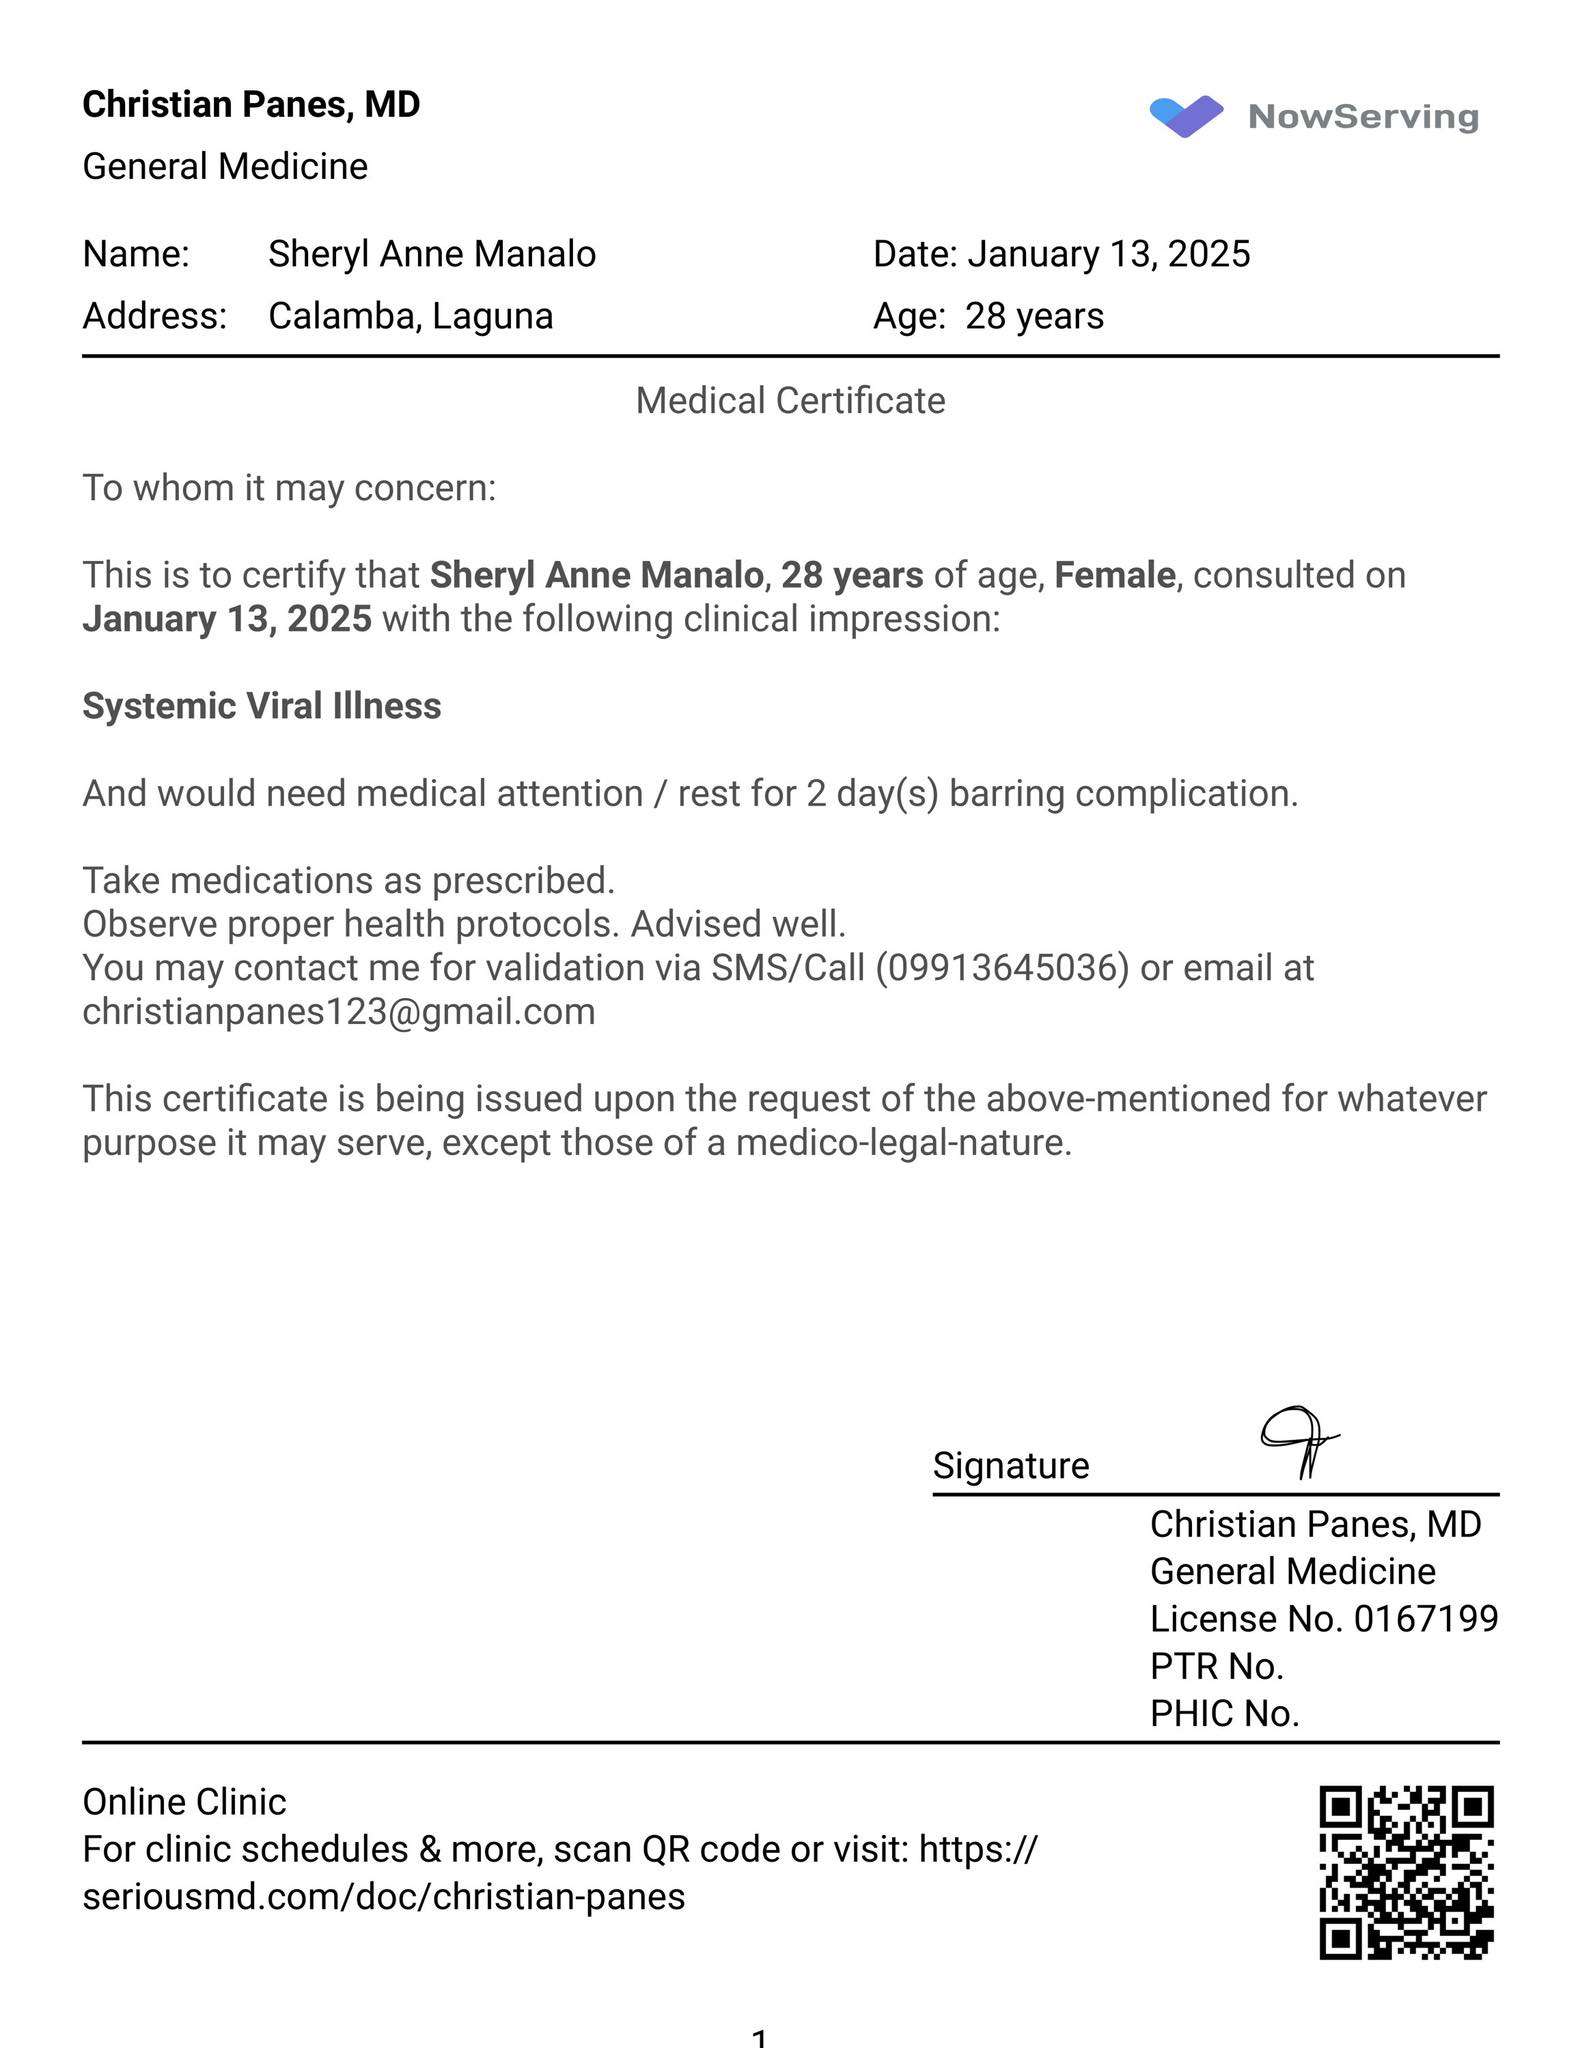 Christian Panes, MD
NowServing
General Medicine
Name: Sheryl Anne Manalo Date: January 13, 2025
Address: Calamba, Laguna Age: 28 years
Medical Certificate
To whom it may concern:
This is to certify that Sheryl Anne Manalo, 28 years of age, Female, consulted on
January 13, 2025 with the following clinical impression:
Systemic Viral Illness
And would need medical attention / rest for 2 day(s) barring complication.
Take medications as prescribed.
Observe proper health protocols. Advised well.
You may contact me for validation via SMS/Call (09913645036) or email at
christianpanes123@gmail.com
This certificate is being issued upon the request of the above-mentioned for whatever
purpose it may serve, except those of a medico-legal-nature.
Signature
Christian Panes, MD
General Medicine
License No. 0167199
PTR No.
PHIC No.
Online Clinic
For clinic schedules & more, scan QR code or visit: https://
seriousmd.com/doc/christian-panes
1